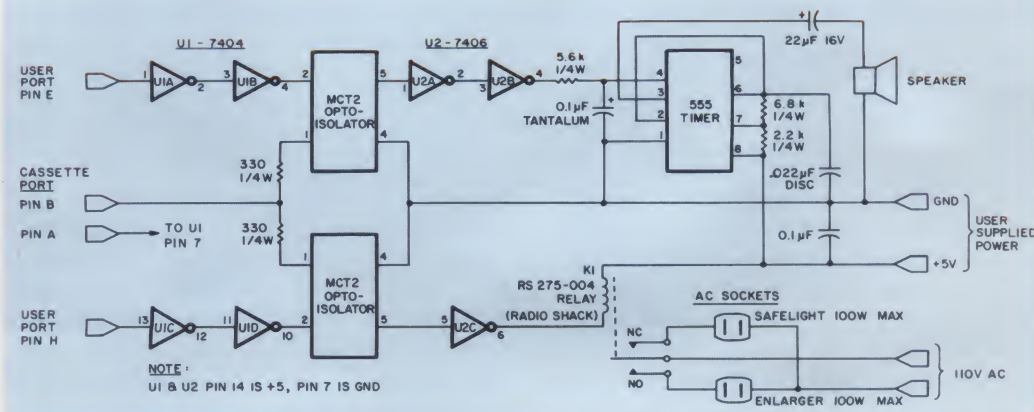 U1 - 7404
U2 - 7406
22µF 16V
+
USER
PORT
PIN E
1
U1A
2
3
U1B
4
2
MCT2
OPTO-
ISOLATOR
5
1
4
1
U2A
2
3
U2B
4
5.6k
1/4W
0.1µF
TANTALUM
+
4
3
2
1
555
TIMER
5
6
7
8
6.8k
1/4W
2.2k
1/4W
SPEAKER
.022µF
DISC
330
1/4W
CASSETTE
PORT
PIN B
PIN A
TO U1
PIN 7
330
1/4W
GND
0.1µF
+5V
USER
SUPPLIED
POWER
USER
PORT
PIN H
13
U1C
12
11
U1D
10
1
2
MCT2
OPTO-
ISOLATOR
4
5
5
U2C
6
K1
RS 275-004
RELAY
(RADIO SHACK)
AC SOCKETS
SAFELIGHT 100W MAX
NC
NO
110V AC
ENLARGER 100W MAX
NOTE:
U1 & U2 PIN 14 IS +5, PIN 7 IS GND